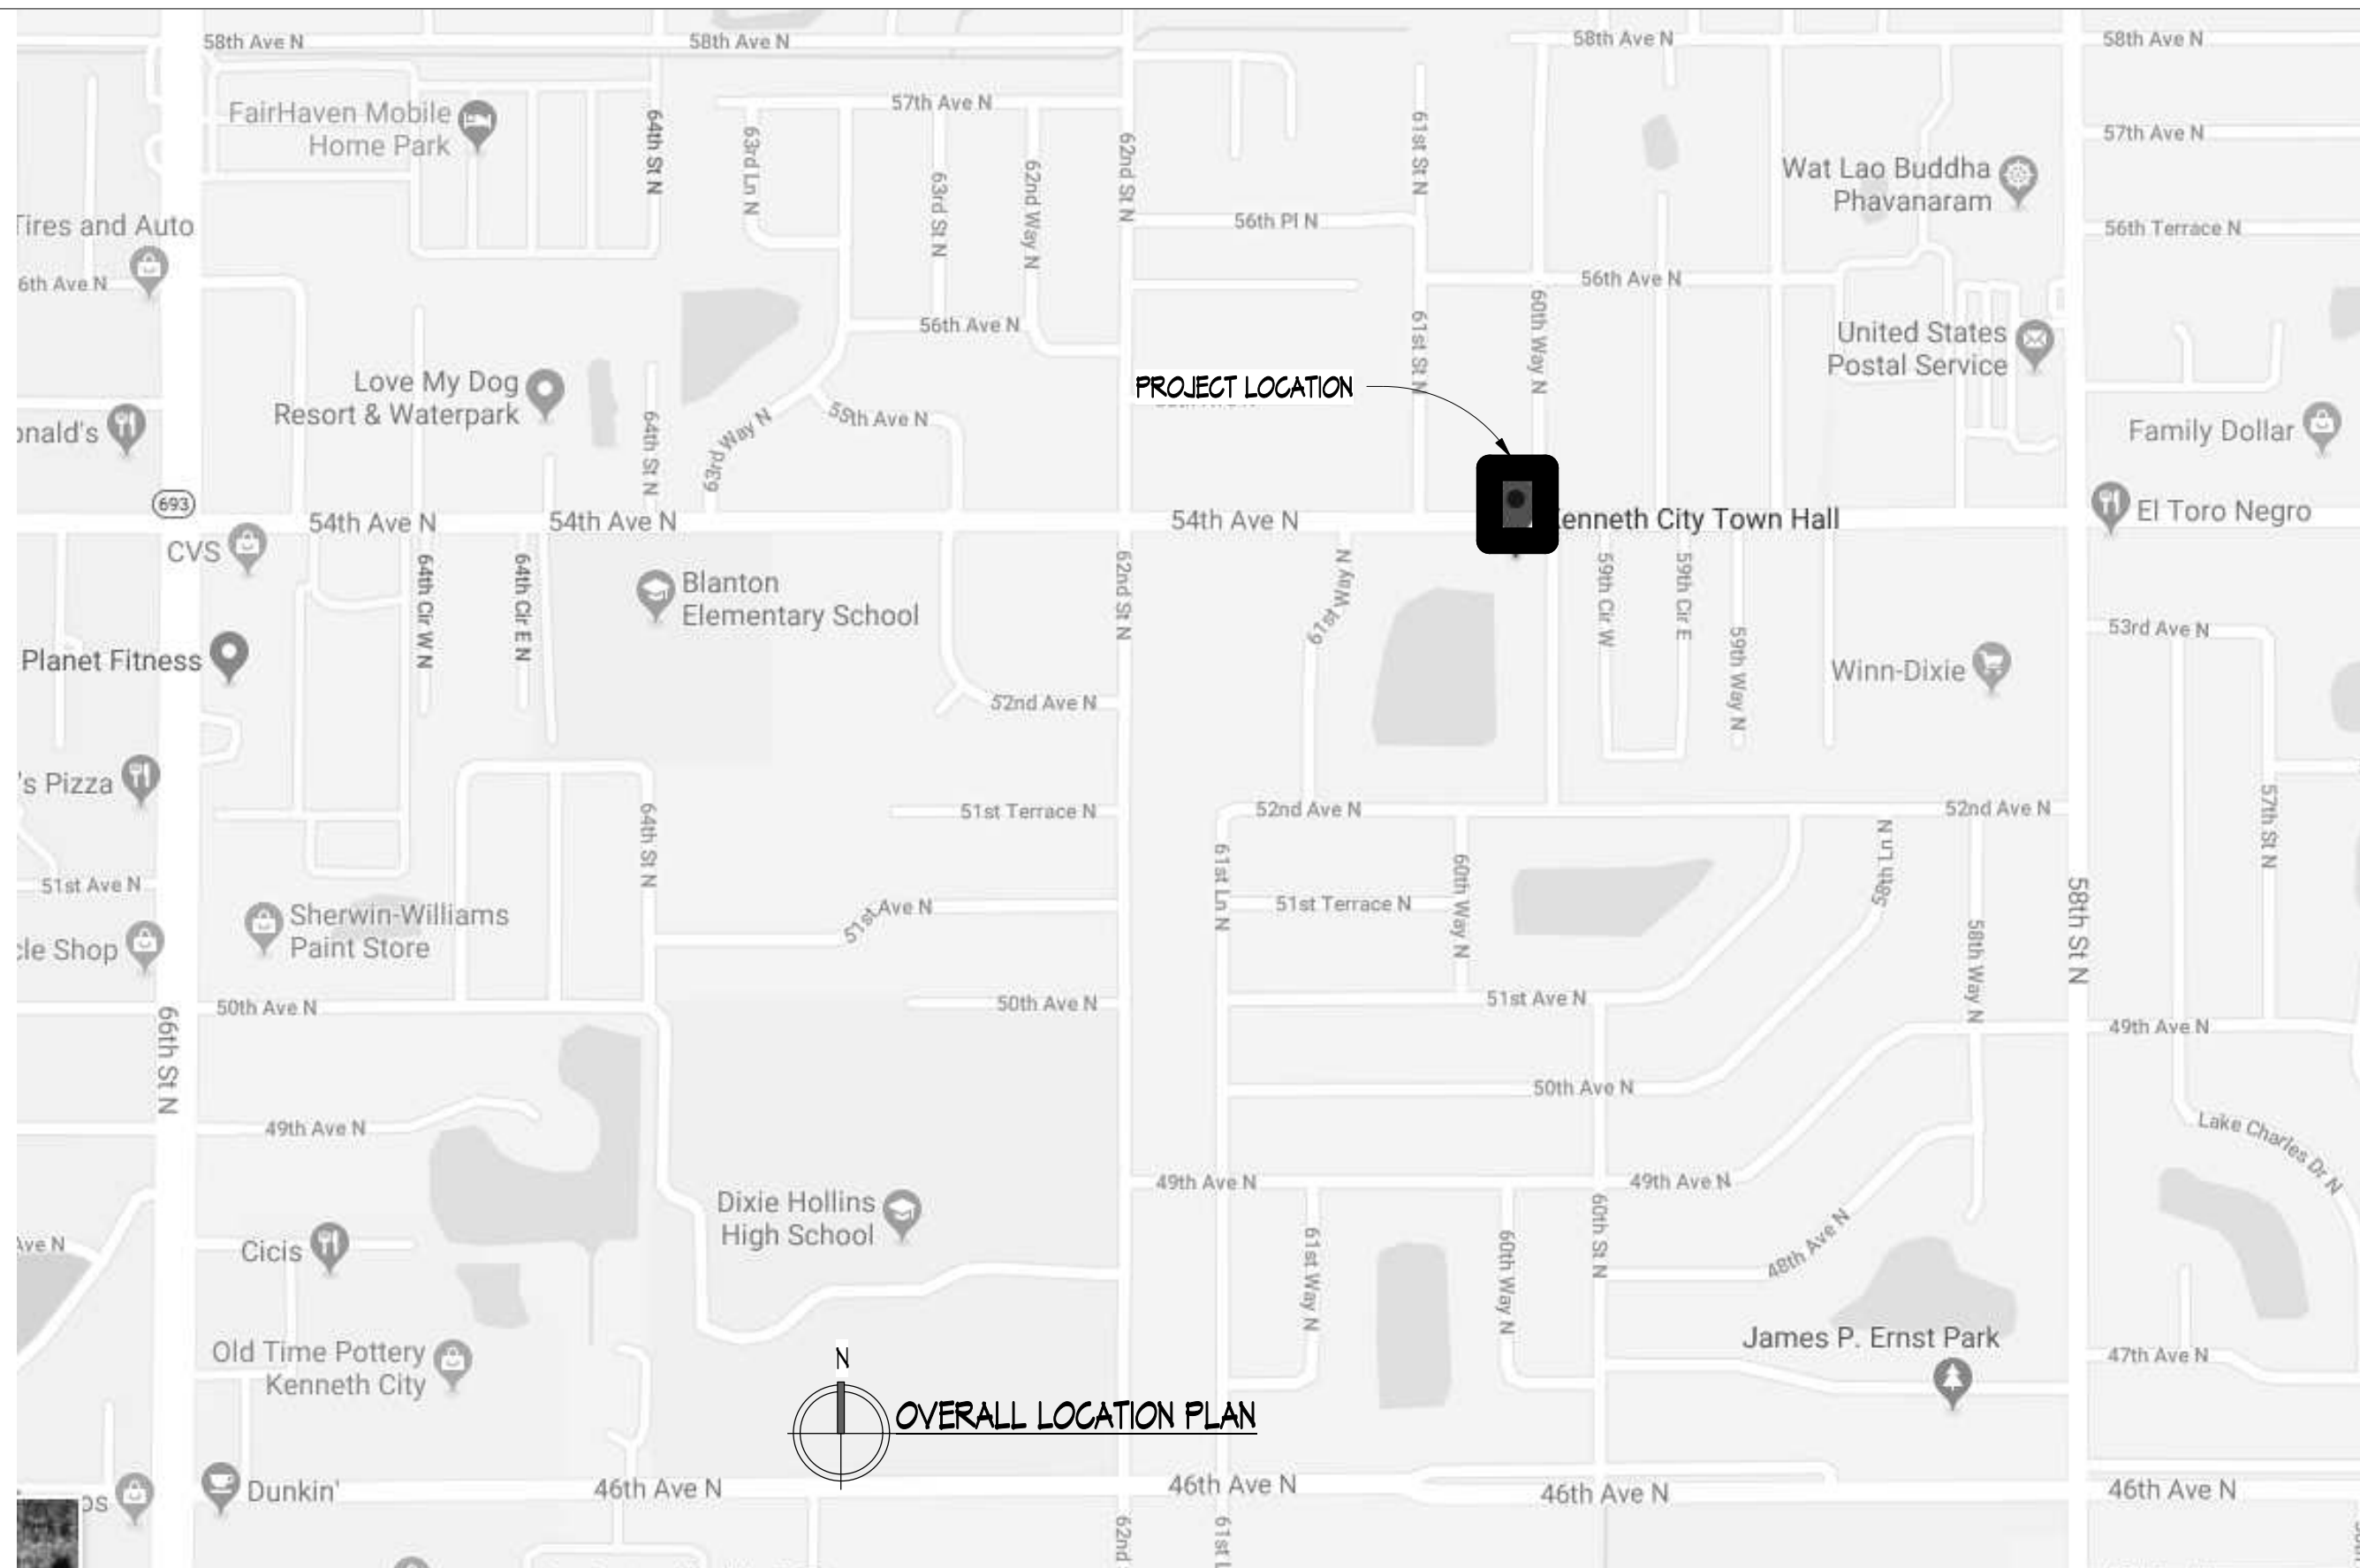 58th Ave N
58th Ave N
58th Ave N
58th Ave N
FairHaven Mobile
Home Park
64th St N
63rd Ln N
57th Ave N
63rd St N
62nd Way N
62nd St N
61st St N
57th Ave N
Wat Lao Buddha
Phavanaram
Tires and Auto
56th Pl N
56th Terrace N
6th Ave N
56th Ave N
56th Ave N
61st St N
60th Way N
United States
Postal Service
Love My Dog
Resort & Waterpark
PROJECT LOCATION
64th St N
63rd Way N
55th Ave N
onald's
Family Dollar
693
54th Ave N
54th Ave N
54th Ave N
Kenneth City Town Hall
El Toro Negro
CVS
64th Cir W N
64th Cir E N
Blanton
Elementary School
62nd St N
61st Way N
59th Cir W
59th Cir E
59th Way N
53rd Ave N
Planet Fitness
Winn-Dixie
52nd Ave N
's Pizza
64th St N
51st Terrace N
52nd Ave N
52nd Ave N
57th St N
51st Ave N
61st Ln N
60th Way N
58th Ln N
58th St N
Sherwin-Williams
Paint Store
51st Ave N
51st Terrace N
58th Way N
cle Shop
50th Ave N
50th Ave N
51st Ave N
66th St N
49th Ave N
50th Ave N
49th Ave N
Lake Charles Dr N
Dixie Hollins
High School
49th Ave N
49th Ave N
60th St N
61st Way N
60th Way N
48th Ave N
Ave N
Cicis
James P. Ernst Park
Old Time Pottery
Kenneth City
47th Ave N
N
OVERALL LOCATION PLAN
Dunkin'
46th Ave N
46th Ave N
46th Ave N
46th Ave N
os
62nd
61st L